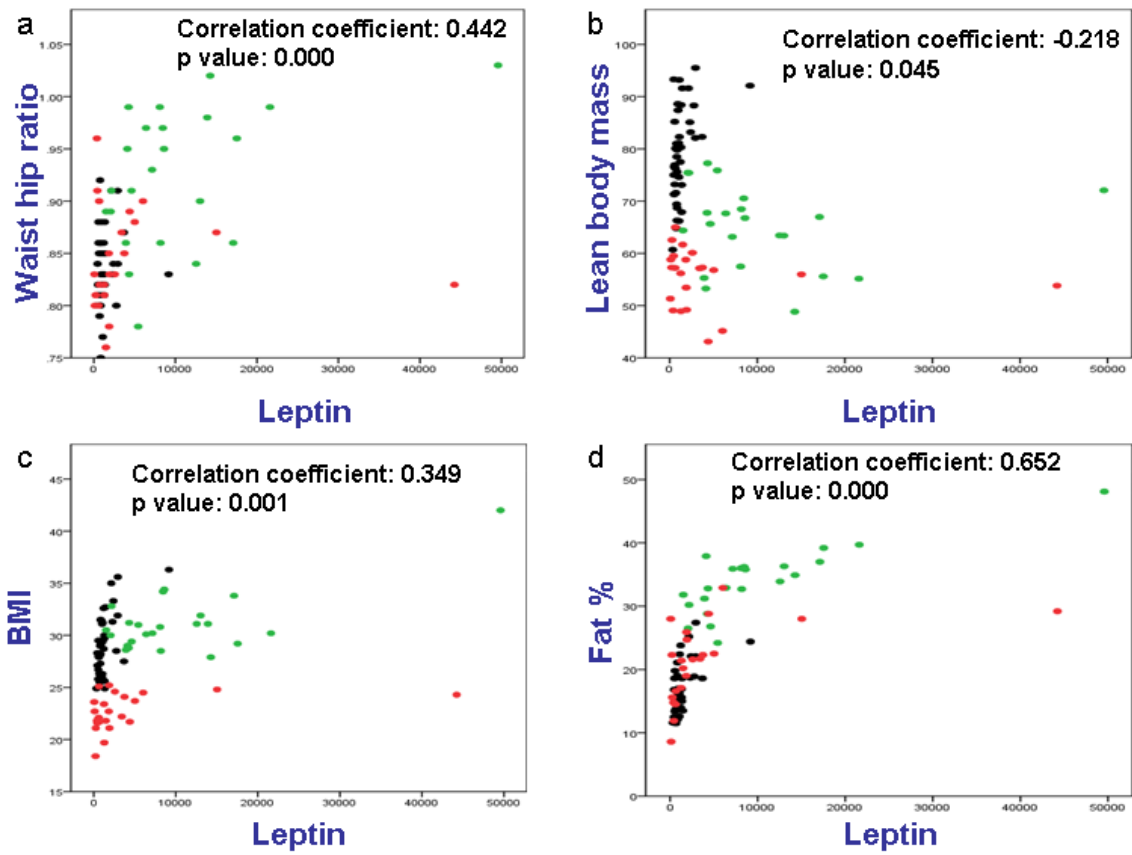 a
Correlation coefficient: 0.442
p value: 0.000
Waist hip ratio
1.05
1.00
.95
.90
.85
.80
.75
0 10000 20000 30000 40000 50000
Leptin
b
Correlation coefficient: -0.218
p value: 0.045
Lean body mass
100
90
80
70
60
50
40
0 10000 20000 30000 40000 50000
Leptin
c
Correlation coefficient: 0.349
p value: 0.001
BMI
45
40
35
30
25
20
15
0 10000 20000 30000 40000 50000
Leptin
d
Correlation coefficient: 0.652
p value: 0.000
Fat %
50
40
30
20
10
0
0 10000 20000 30000 40000 50000
Leptin